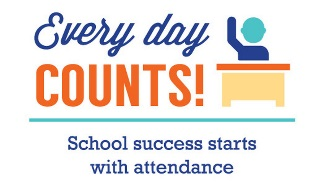 Every day
COUNTS!
School success starts
with attendance